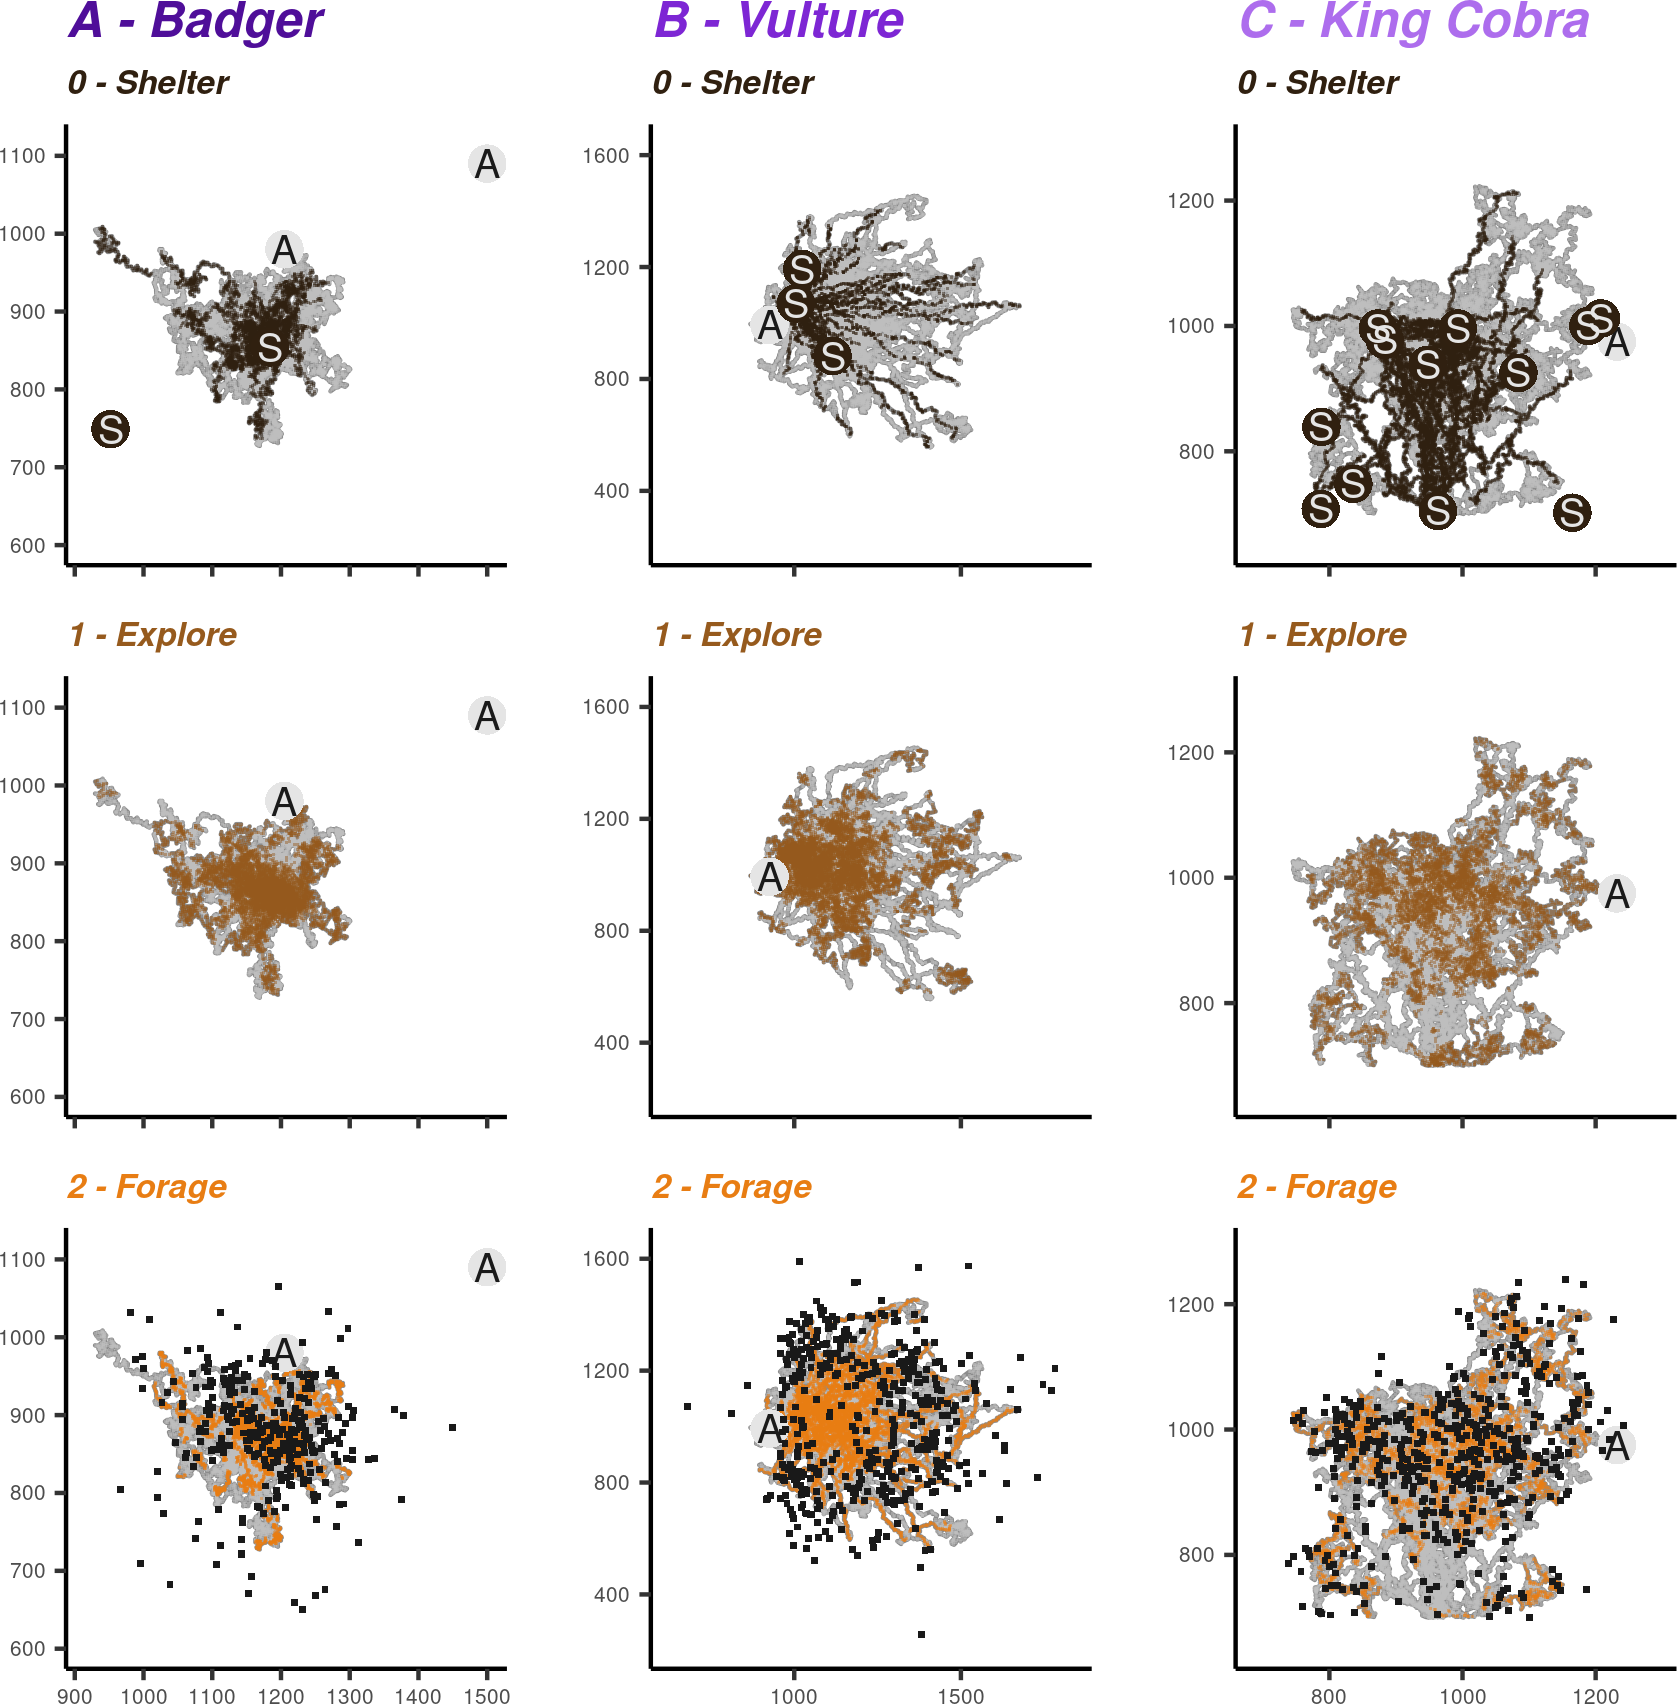 A - Badger B - Vulture C - King Cobra
0 - Shelter 0 - Shelter 0 - Shelter
1100 1000 900 800 700 600
A A S S
1600 1200 800 400
S S A S
1200 1000 800
S S S S S S S A S S S S S
1 - Explore 1 - Explore 1 - Explore
1100 1000 900 800 700 600
A A
1600 1200 800 400
A
1200 1000 800
A
2 - Forage 2 - Forage 2 - Forage
1100 1000 900 800 700 600
A A
1600 1200 800 400
A
1200 1000 800
A
900 1000 1100 1200 1300 1400 1500 1000 1500 800 1000 1200